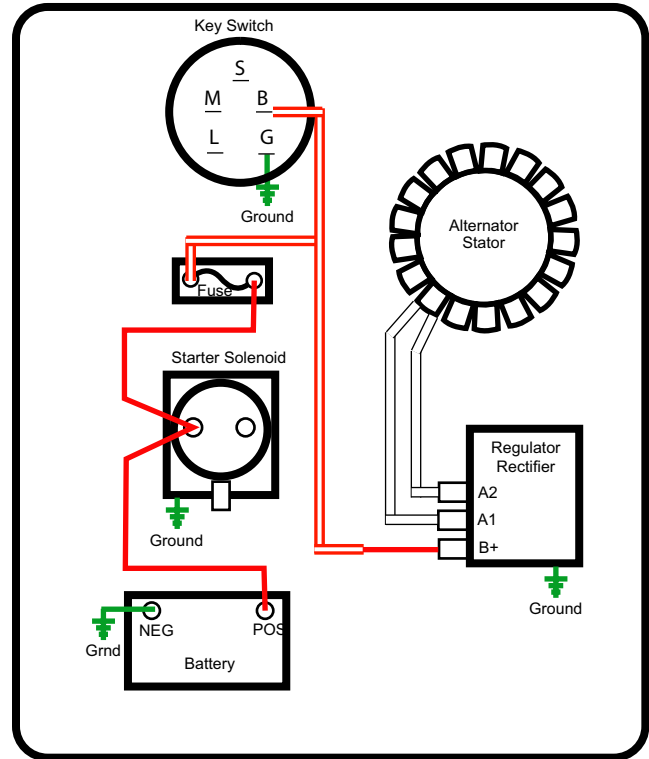 Key Switch
S
M B
L G
Ground
Alternator
Stator
Fuse
Starter Solenoid
Regulator
Rectifier
A2
A1
B+
Ground
Ground
NEG POS
Grnd
Battery